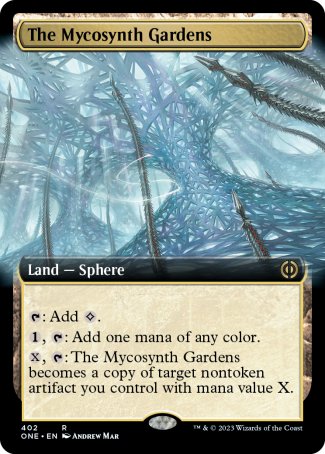 The Mycosynth Gardens
Land — Sphere
: Add .
1, : Add one mana of any color.
X, : The Mycosynth Gardens
becomes a copy of target nontoken
artifact you control with mana value X.
402 R
ONE • EN Andrew Mar
™ & © 2023 Wizards of the Coast